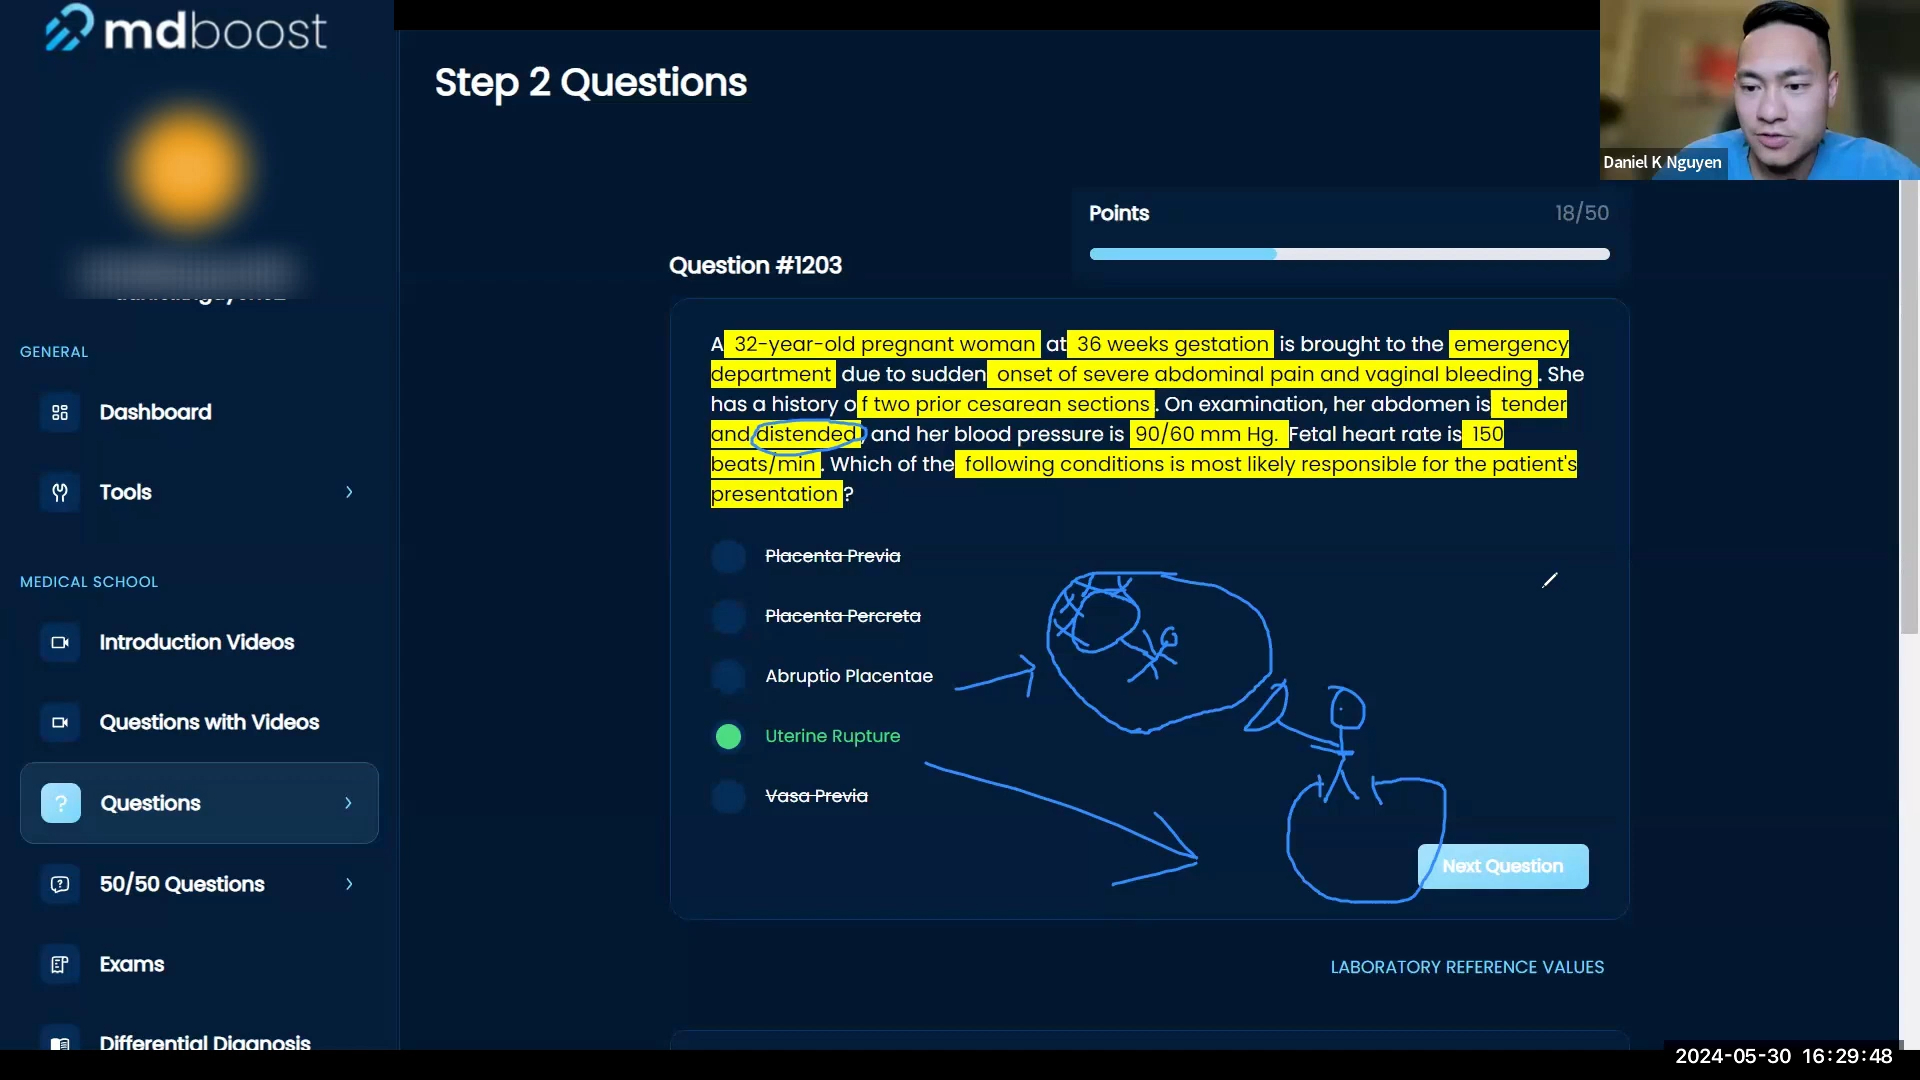 mdboost
Step 2 Questions
Daniel K Nguyen
Points
18/50
Question #1203
GENERAL
Dashboard
Tools
MEDICAL SCHOOL
Introduction Videos
Questions with Videos
Questions
50/50 Questions
Exams
Differential Diagnosis
A 32-year-old pregnant woman at 36 weeks gestation is brought to the emergency
department due to sudden onset of severe abdominal pain and vaginal bleeding. She
has a history of two prior cesarean sections. On examination, her abdomen is tender
and distended, and her blood pressure is 90/60 mm Hg. Fetal heart rate is 150
beats/min. Which of the following conditions is most likely responsible for the patient's
presentation?
Placenta Previa
Placenta Percreta
Abruptio Placentae
Uterine Rupture
Vasa Previa
Next Question
LABORATORY REFERENCE VALUES
2024-05-30 16:29:48